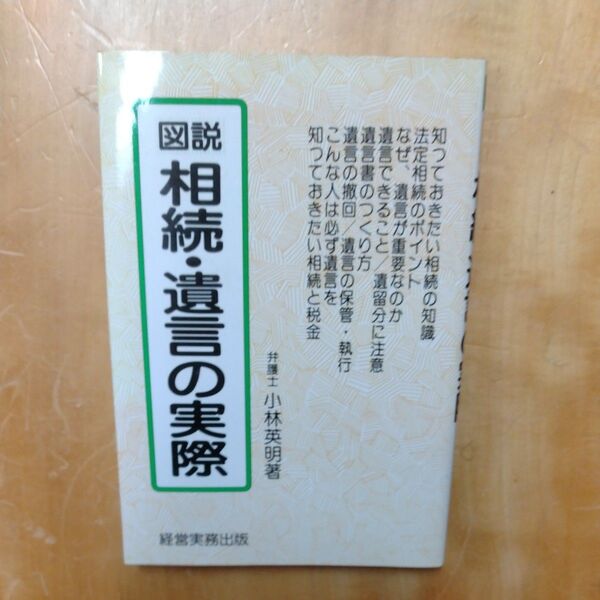 知っておきたい相続の知識
法定相続のポイント
なぜ、遺言が重要なのか
遺言できること/遺留分に注意
遺言書のつくり方
遺言の撤回/遺言の保管・執行
こんな人は必ず遺言を
知っておきたい相続と税金
図説
相続・遺言の実際
弁護士 小林英明著
経営実務出版